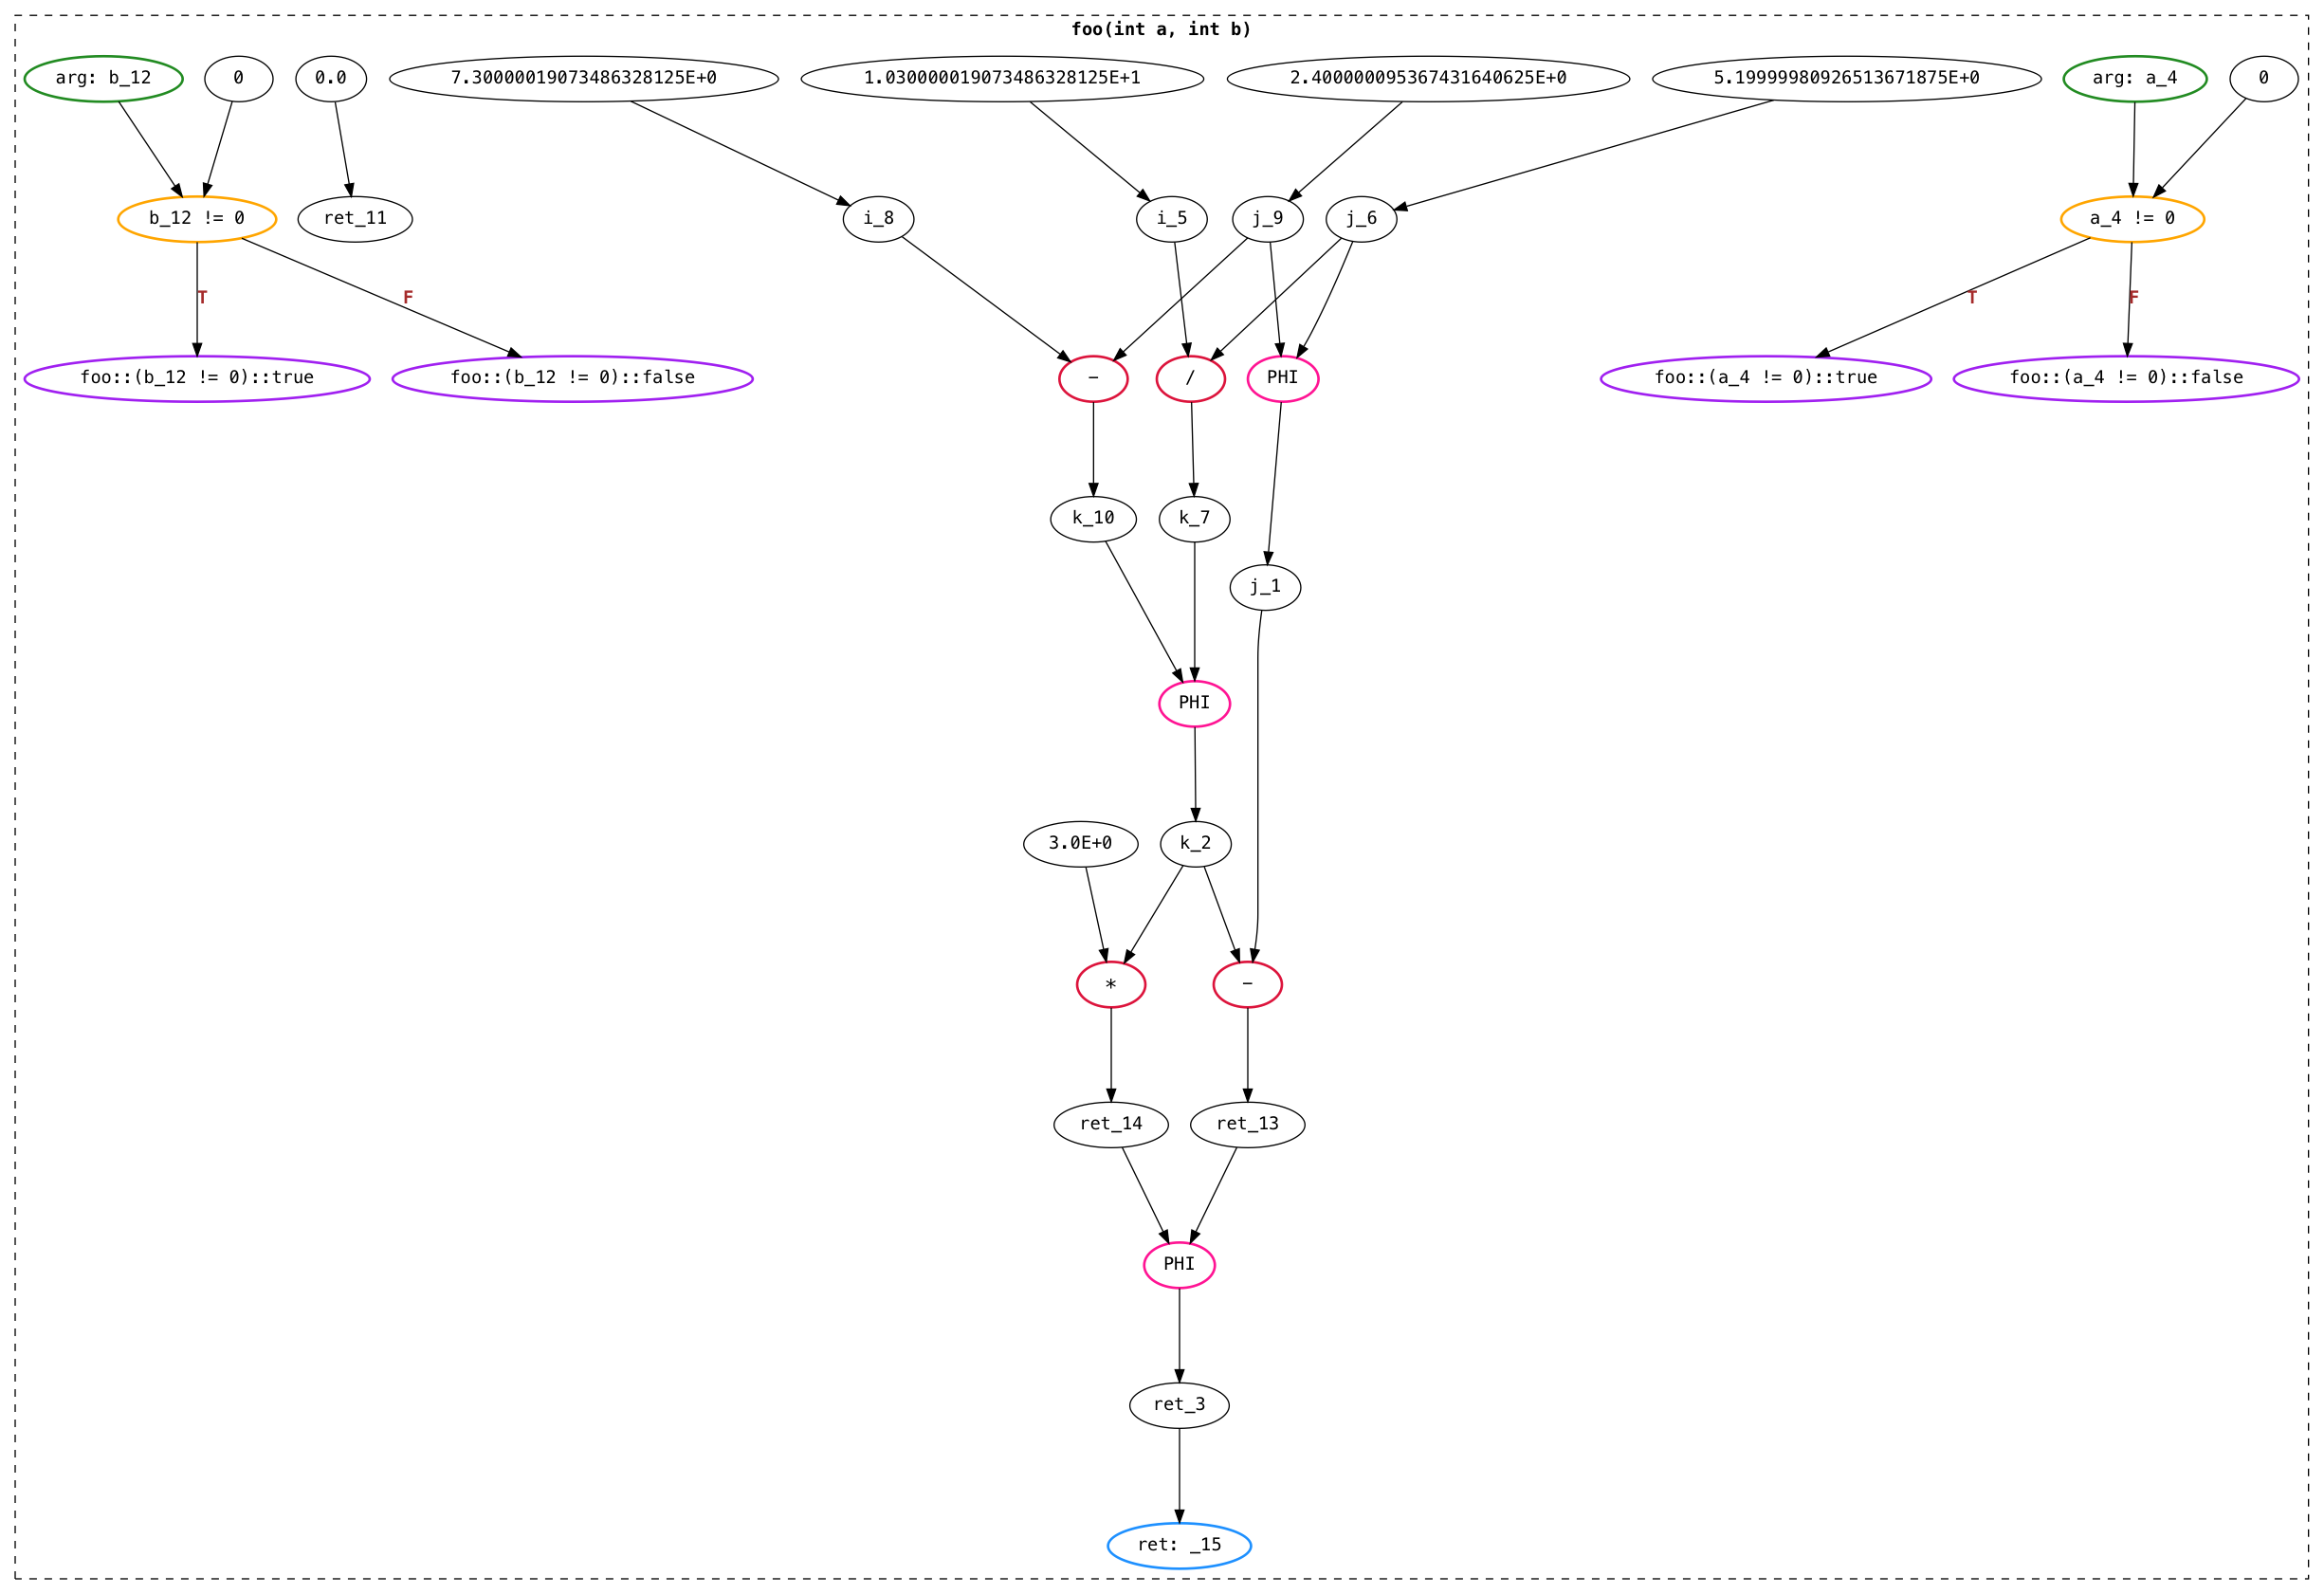 foo(int a, int b)
arg: b_12
0
0.0
7.30000019073486328125E+0
1.030000019073486328125E+1
2.400000095367431640625E+0
5.19999980926513671875E+0
arg: a_4
0
b_12 != 0
ret_11
i_8
i_5
j_9
j_6
a_4 != 0
T
F
T
F
foo::(b_12 != 0)::true
foo::(b_12 != 0)::false
-
/
PHI
foo::(a_4 != 0)::true
foo::(a_4 != 0)::false
k_10
k_7
j_1
PHI
3.0E+0
k_2
*
-
ret_14
ret_13
PHI
ret_3
ret: _15